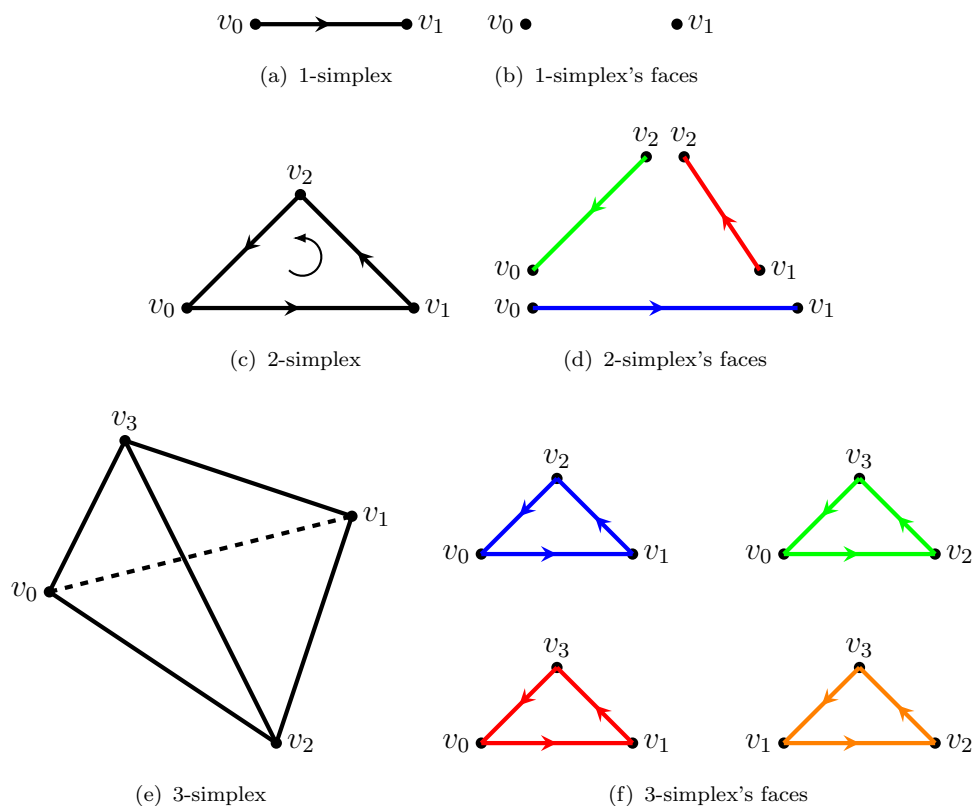 v₀ v₁ v₀ v₁
(a) 1-simplex (b) 1-simplex's faces
v₂ v₂
v₂
v₀ v₁
v₀ v₁ v₀ v₁
(c) 2-simplex (d) 2-simplex's faces
v₃
v₂ v₃
v₁
v₀ v₁ v₀ v₂
v₀
v₃ v₃
v₂ v₀ v₁ v₁ v₂
(e) 3-simplex (f) 3-simplex's faces